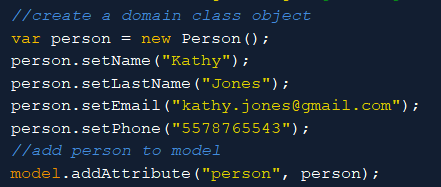 //create a domain class object
var person = new Person();
person.setName("Kathy");
person.setLastName("Jones");
person.setEmail("kathy.jones@gmail.com");
person.setPhone("5578765543");
//add person to model
model.addAttribute("person", person);